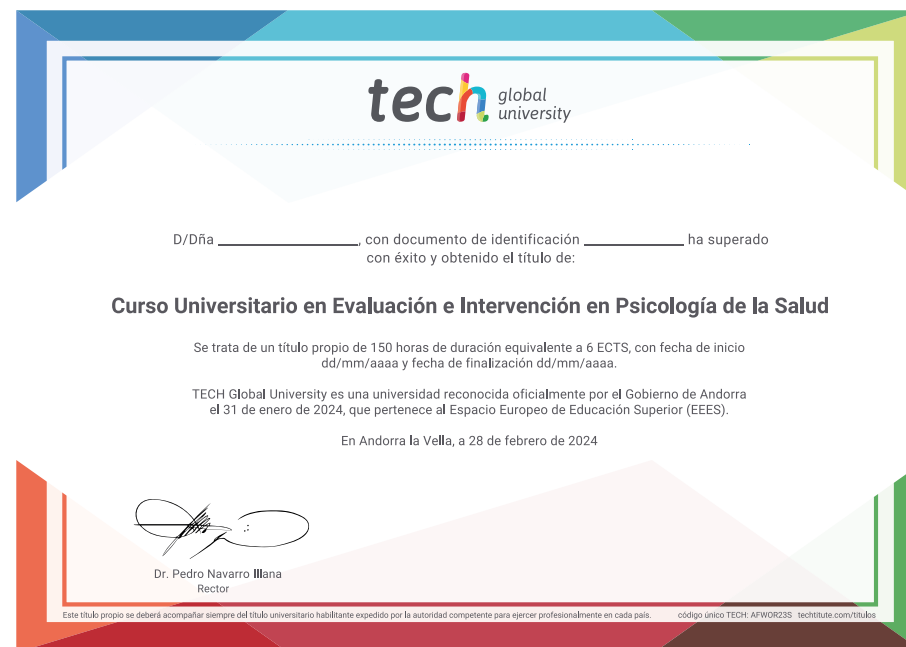 tech global university
D/Dña ____________, con documento de identificación ____________ ha superado
con éxito y obtenido el título de:
Curso Universitario en Evaluación e Intervención en Psicología de la Salud
Se trata de un título propio de 150 horas de duración equivalente a 6 ECTS, con fecha de inicio
dd/mm/aaaa y fecha de finalización dd/mm/aaaa.
TECH Global University es una universidad reconocida oficialmente por el Gobierno de Andorra
el 31 de enero de 2024, que pertenece al Espacio Europeo de Educación Superior (EEES).
En Andorra la Vella, a 28 de febrero de 2024
Dr. Pedro Navarro Illana
Rector
Este título propio se deberá acompañar siempre del título universitario habilitante expedido por la autoridad competente para ejercer profesionalmente en cada país. código único TECH: AFWOR23S techtitute.com/titulos